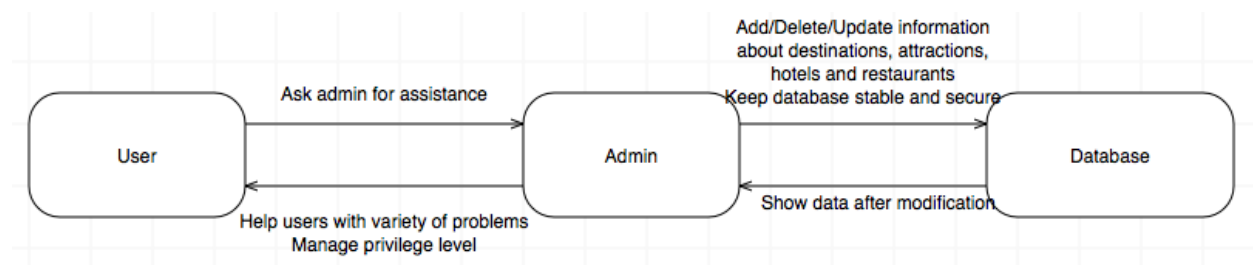 Add/Delete/Update information
about destinations, attractions,
hotels and restaurants
Keep database stable and secure
Ask admin for assistance
User
Admin
Database
Show data after modification
Help users with variety of problems
Manage privilege level